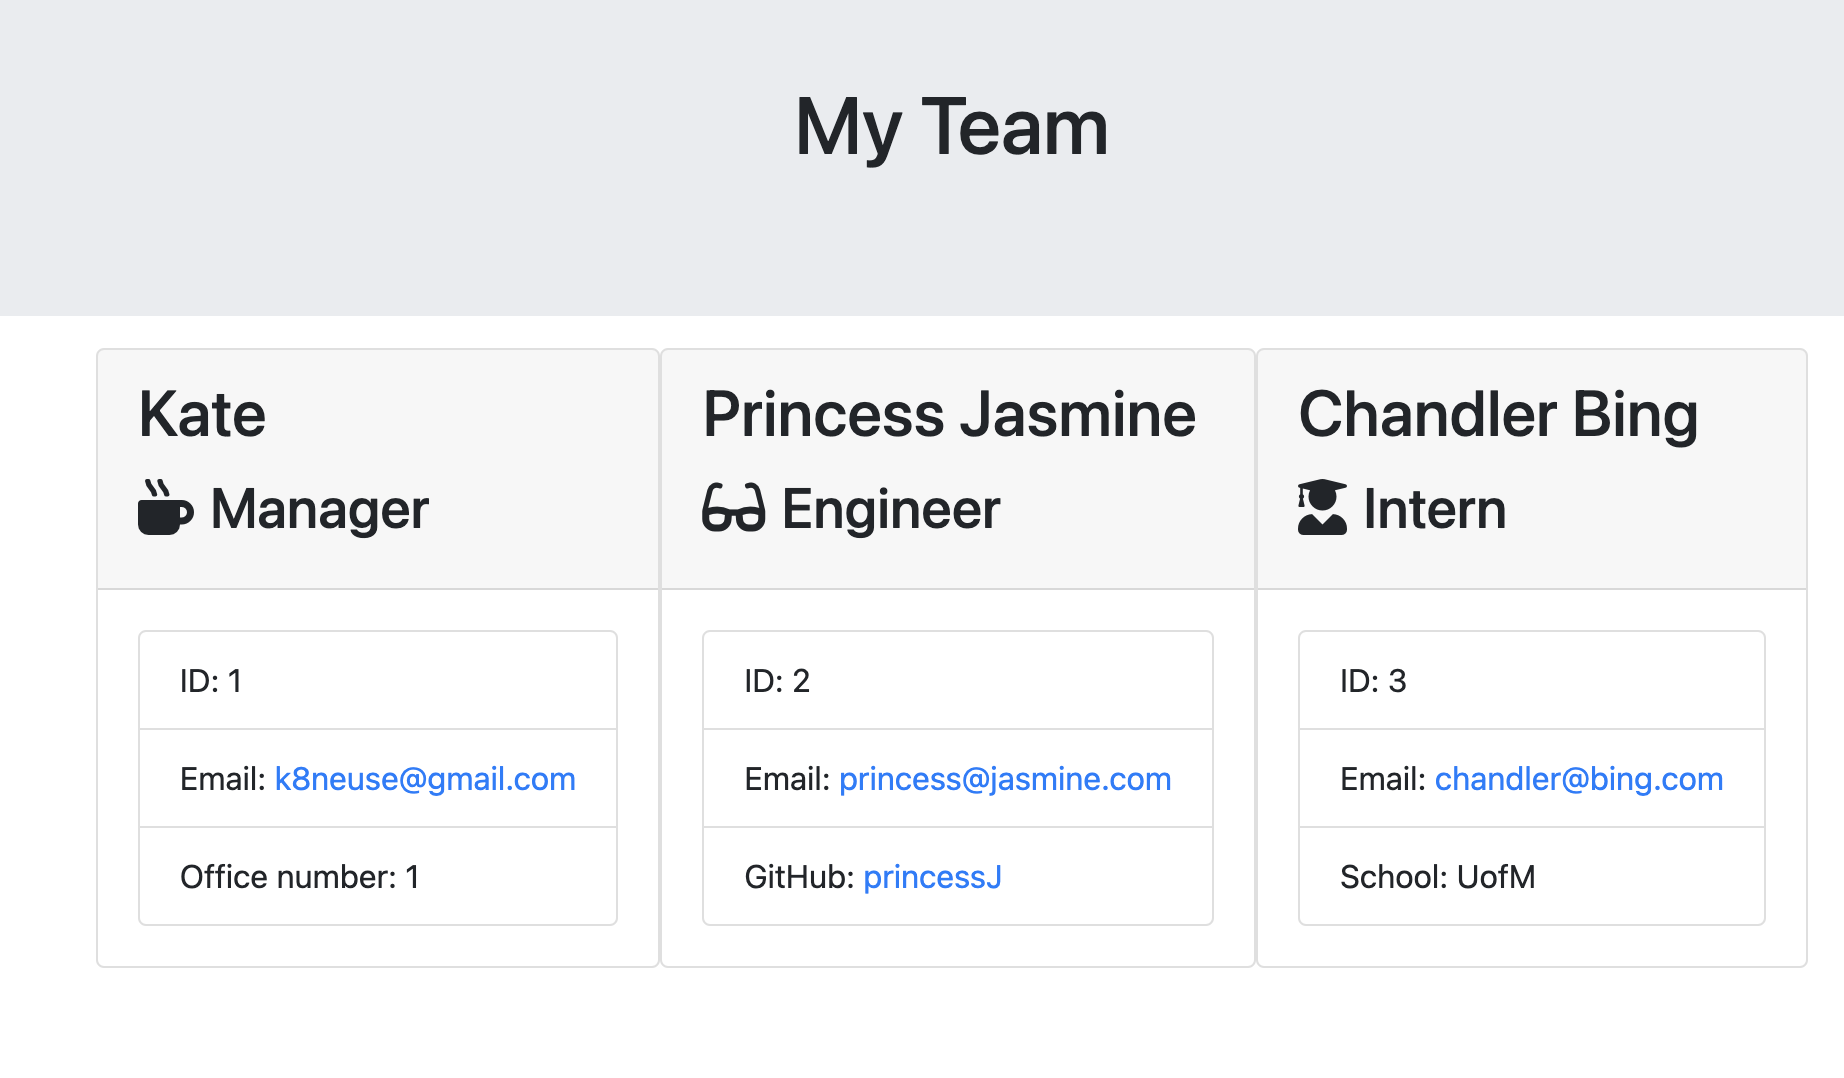 My Team
Kate
Manager
ID: 1
Email: k8neuse@gmail.com
Office number: 1
Princess Jasmine
Engineer
ID: 2
Email: princess@jasmine.com
GitHub: princessJ
Chandler Bing
Intern
ID: 3
Email: chandler@bing.com
School: UofM